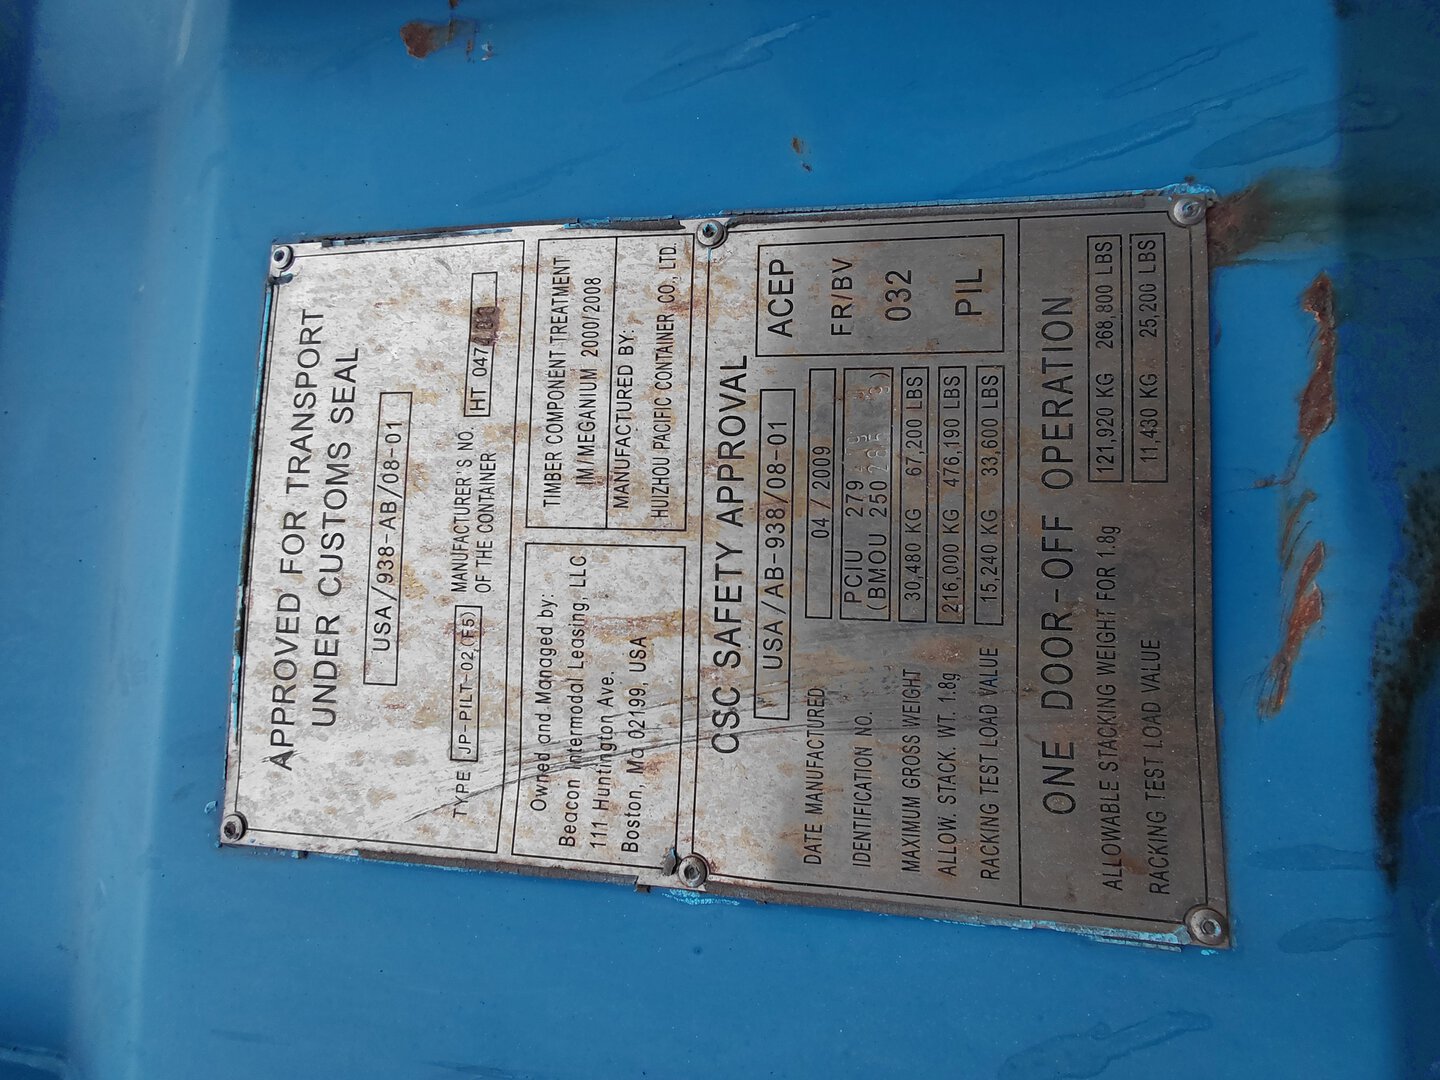 APPROVED FOR TRANSPORT
UNDER CUSTOMS SEAL
USA/938-AB/08-01
TYPE JP-PILT-02(F5) MANUFACTURER'S NO.
OF THE CONTAINER HT 047
Owned and Managed by:
Beacon Intermodal Leasing, LLC
111 Huntington Ave.
Boston, Ma 02199, USA
TIMBER COMPONENT TREATMENT
IM/MEGANIUM 2000/2008
MANUFACTURED BY:
HUIZHOU PACIFIC CONTAINER CO., LTD.
CSC SAFETY APPROVAL
USA/AB-938/08-01
DATE MANUFACTURED 04 / 2009
IDENTIFICATION NO. PCIU 279
(BMOU 250
MAXIMUM GROSS WEIGHT 30,480 KG 67,200 LBS
ALLOW. STACK. WT. 1.8g 216,000 KG 476,190 LBS
RACKING TEST LOAD VALUE 15,240 KG 33,600 LBS
ACEP
FR/BV
032
PIL
ONE DOOR-OFF OPERATION
ALLOWABLE STACKING WEIGHT FOR 1.8g 121,920 KG 268,800 LBS
RACKING TEST LOAD VALUE 11,430 KG 25,200 LBS